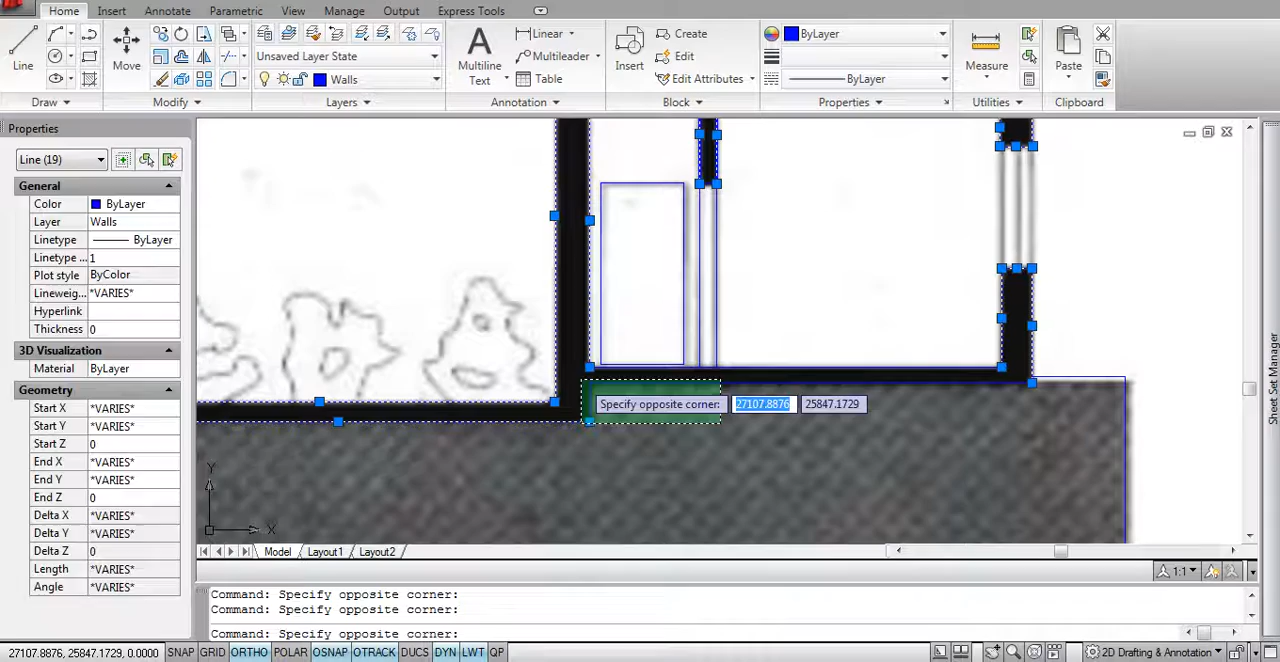 Home Insert Annotate Parametric View Manage Output Express Tools
Line
Move
Unsaved Layer State
Walls
Multiline
Text
Linear
Multileader
Table
Insert
Create
Edit
Edit Attributes
ByLayer
ByLayer
Measure
Paste
Draw Modify Layers Annotation Block Properties Utilities Clipboard
Properties
Line (19)
General
Color ByLayer
Layer Walls
Linetype ByLayer
Linetype ... 1
Plot style ByColor
Lineweig... *VARIES*
Hyperlink
Thickness 0
3D Visualization
Material ByLayer
Geometry
Start X *VARIES*
Start Y *VARIES*
Start Z 0
End X *VARIES*
End Y *VARIES*
End Z 0
Delta X *VARIES*
Delta Y *VARIES*
Delta Z 0
Length *VARIES*
Angle *VARIES*
Specify opposite corner: 27107.8876 25847.1729
Y
X
Sheet Set Manager
Model Layout1 Layout2
1:1
Command: Specify opposite corner:
Command: Specify opposite corner:
Command: Specify opposite corner:
27107.8876, 25847.1729, 0.0000 SNAP GRID ORTHO POLAR OSNAP OTRACK DUCS DYN LWT QP 2D Drafting & Annotation